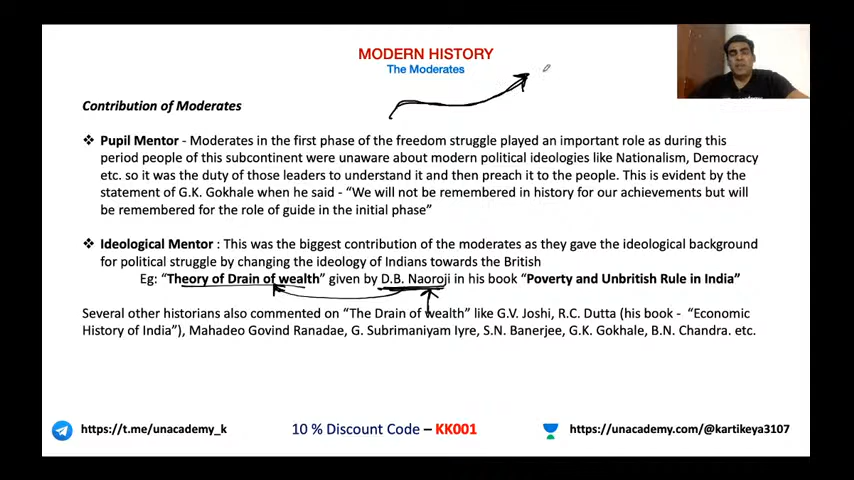 MODERN HISTORY
The Moderates
Contribution of Moderates
❖ Pupil Mentor - Moderates in the first phase of the freedom struggle played an important role as during this
period people of this subcontinent were unaware about modern political ideologies like Nationalism, Democracy
etc. so it was the duty of those leaders to understand it and then preach it to the people. This is evident by the
statement of G.K. Gokhale when he said - “We will not be remembered in history for our achievements but will
be remembered for the role of guide in the initial phase”
❖ Ideological Mentor : This was the biggest contribution of the moderates as they gave the ideological background
for political struggle by changing the ideology of Indians towards the British
Eg: “Theory of Drain of wealth” given by D.B. Naoroji in his book “Poverty and Unbritish Rule in India”
Several other historians also commented on “The Drain of wealth” like G.V. Joshi, R.C. Dutta (his book - “Economic
History of India”), Mahadeo Govind Ranadae, G. Subrimaniyam Iyre, S.N. Banerjee, G.K. Gokhale, B.N. Chandra. etc.
https://t.me/unacademy_k
10 % Discount Code – KK001
https://unacademy.com/@kartikeya3107